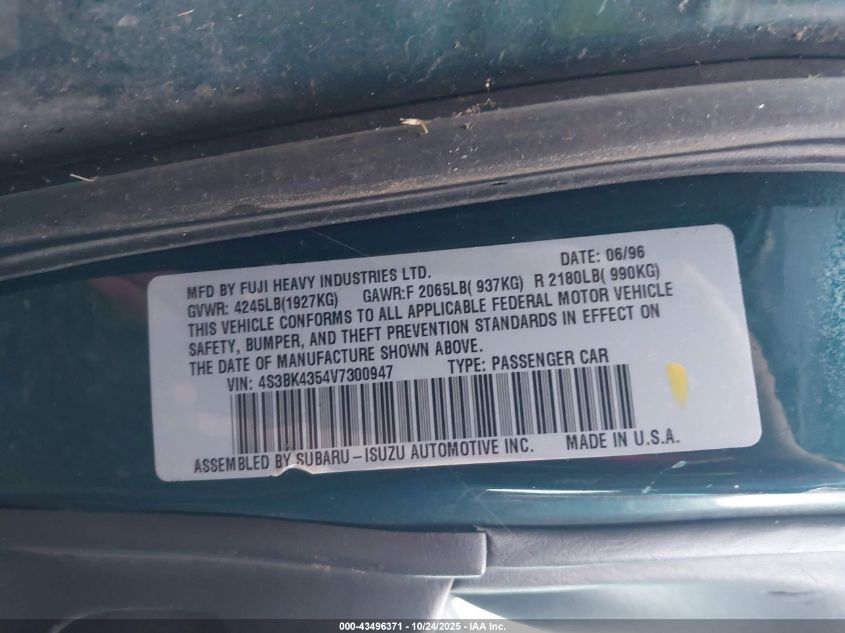 MFD BY FUJI HEAVY INDUSTRIES LTD. DATE: 06/96
GVWR: 4245LB(1927KG) GAWR:F 2065LB( 937KG) R 2180LB( 990KG)
THIS VEHICLE CONFORMS TO ALL APPLICABLE FEDERAL MOTOR VEHICLE
SAFETY, BUMPER, AND THEFT PREVENTION STANDARDS IN EFFECT ON
THE DATE OF MANUFACTURE SHOWN ABOVE.
VIN: 4S3BK4354V7300947 TYPE: PASSENGER CAR
ASSEMBLED BY SUBARU-ISUZU AUTOMOTIVE INC. MADE IN U.S.A.
000-43496371 - 10/24/2025 - IAA Inc.